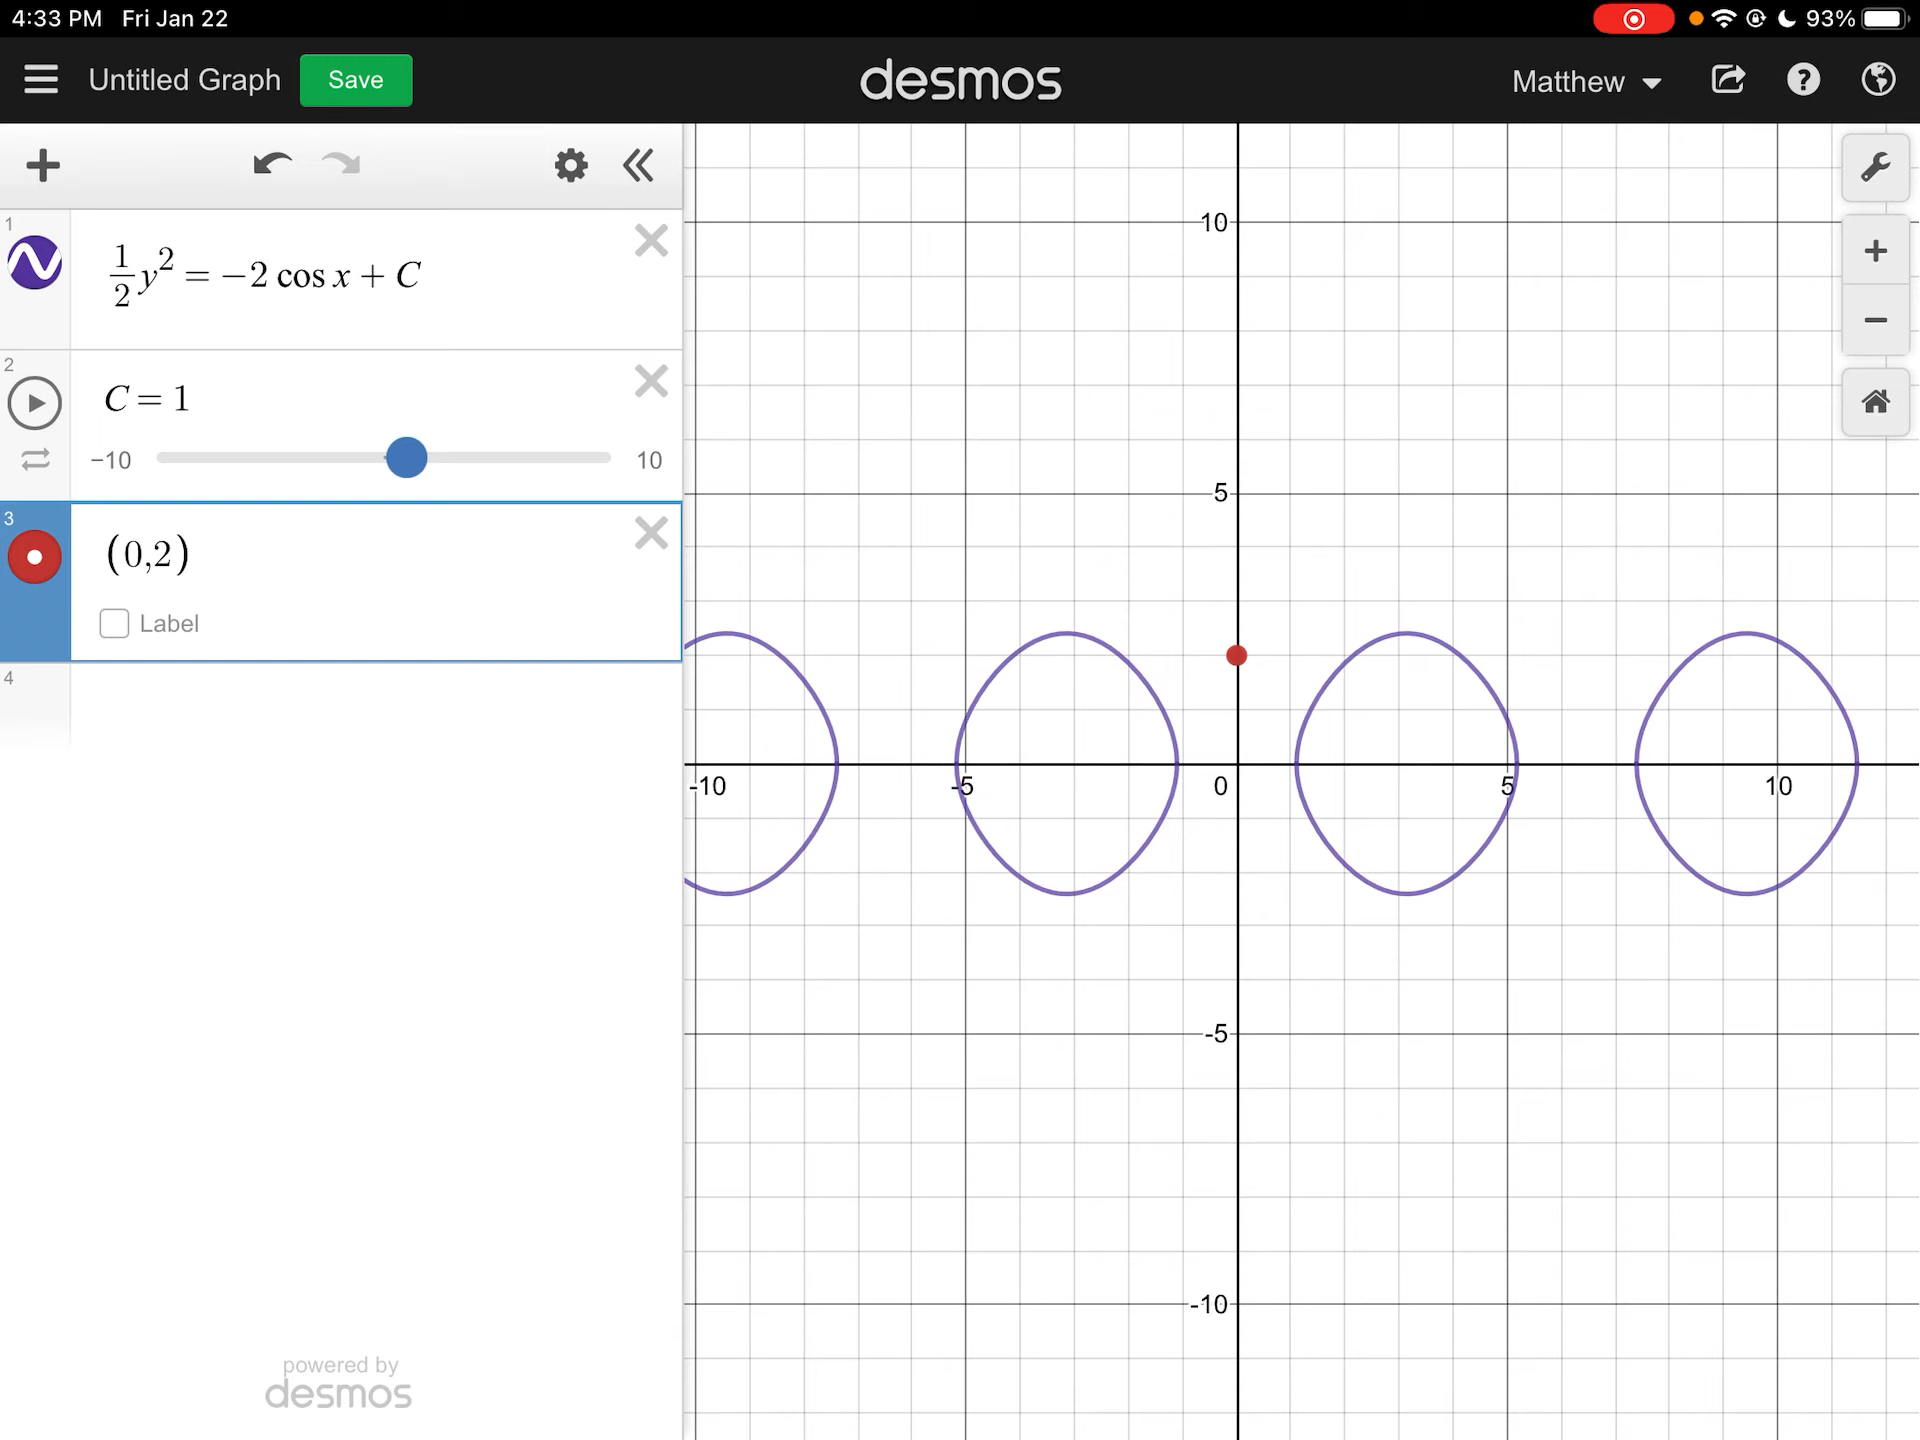 4:33 PM Fri Jan 22 93%
Untitled Graph Save desmos Matthew ?
1
\frac{1}{2}y^2 = −2 cos x + C
2
C = 1
−10 10
3
(0,2)
Label
4
powered by
desmos
10
5
-10 -5 0 5 10
-5
-10